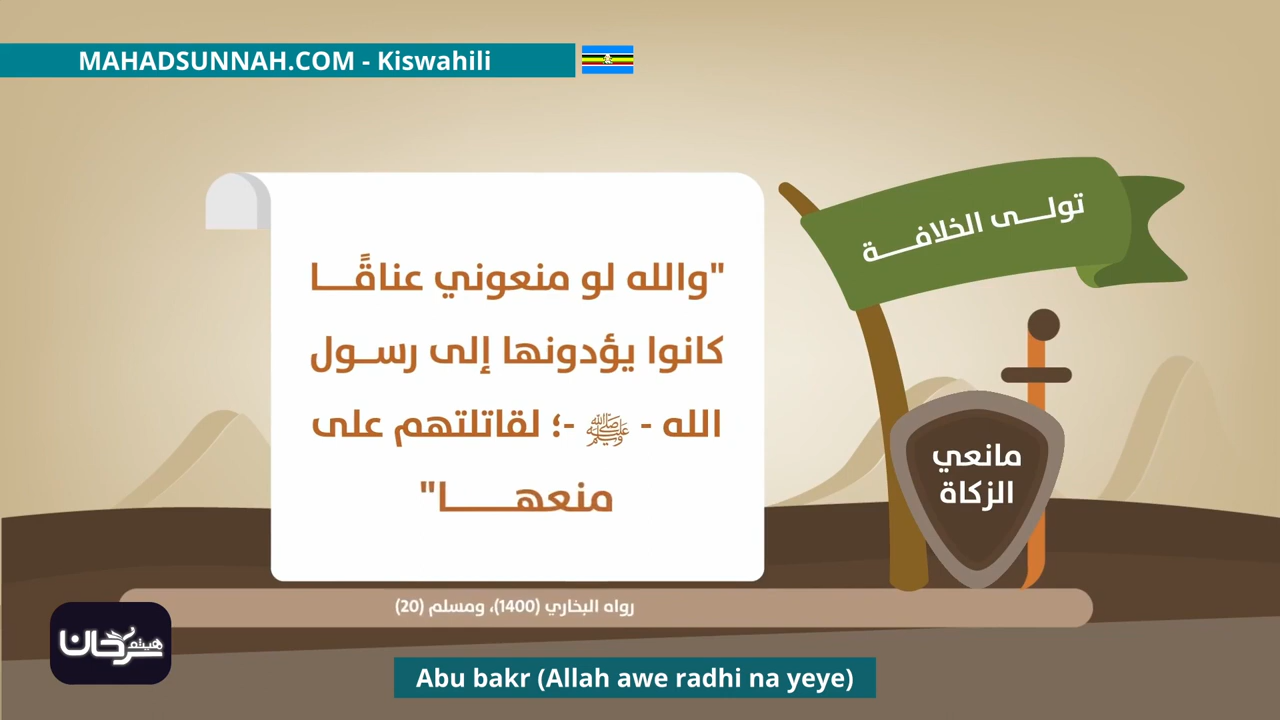 MAHADSUNNAH.COM - Kiswahili
تولى الخلافة
"والله لو منعوني عناقًا
كانوا يؤدونها إلى رسول
الله - ﷺ -؛ لقاتلتهم على
منعها"
مانعي
الزكاة
رواه البخاري (1400)، ومسلم (20)
هيثم
سرحان
Abu bakr (Allah awe radhi na yeye)